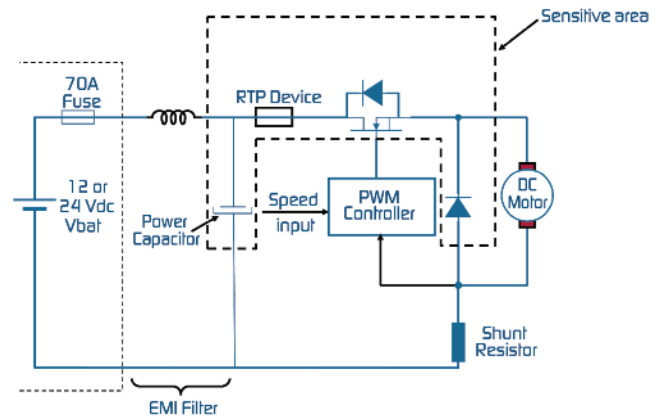 Sensitive area
70A
Fuse
RTP Device
12 or
24 Vdc
Vbat
Power
Capacitor
Speed
input
PWM
Controller
DC
Motor
Shunt
Resistor
EMI Filter